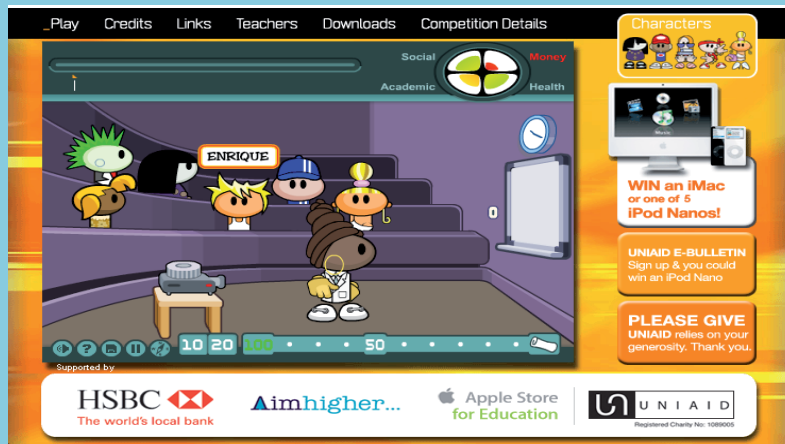 _Play Credits Links Teachers Downloads Competition Details
Characters
Social Money
Academic Health
ENRIQUE
WIN an iMac
or one of 5
iPod Nanos!
UNIAID E-BULLETIN
Sign up & you could
win an iPod Nano
PLEASE GIVE
UNIAID relies on your
generosity. Thank you.
10 20 100 50
Supported by
HSBC
The world's local bank
Aimhigher...
Apple Store
for Education
UNIAID
Registered Charity No: 1089005